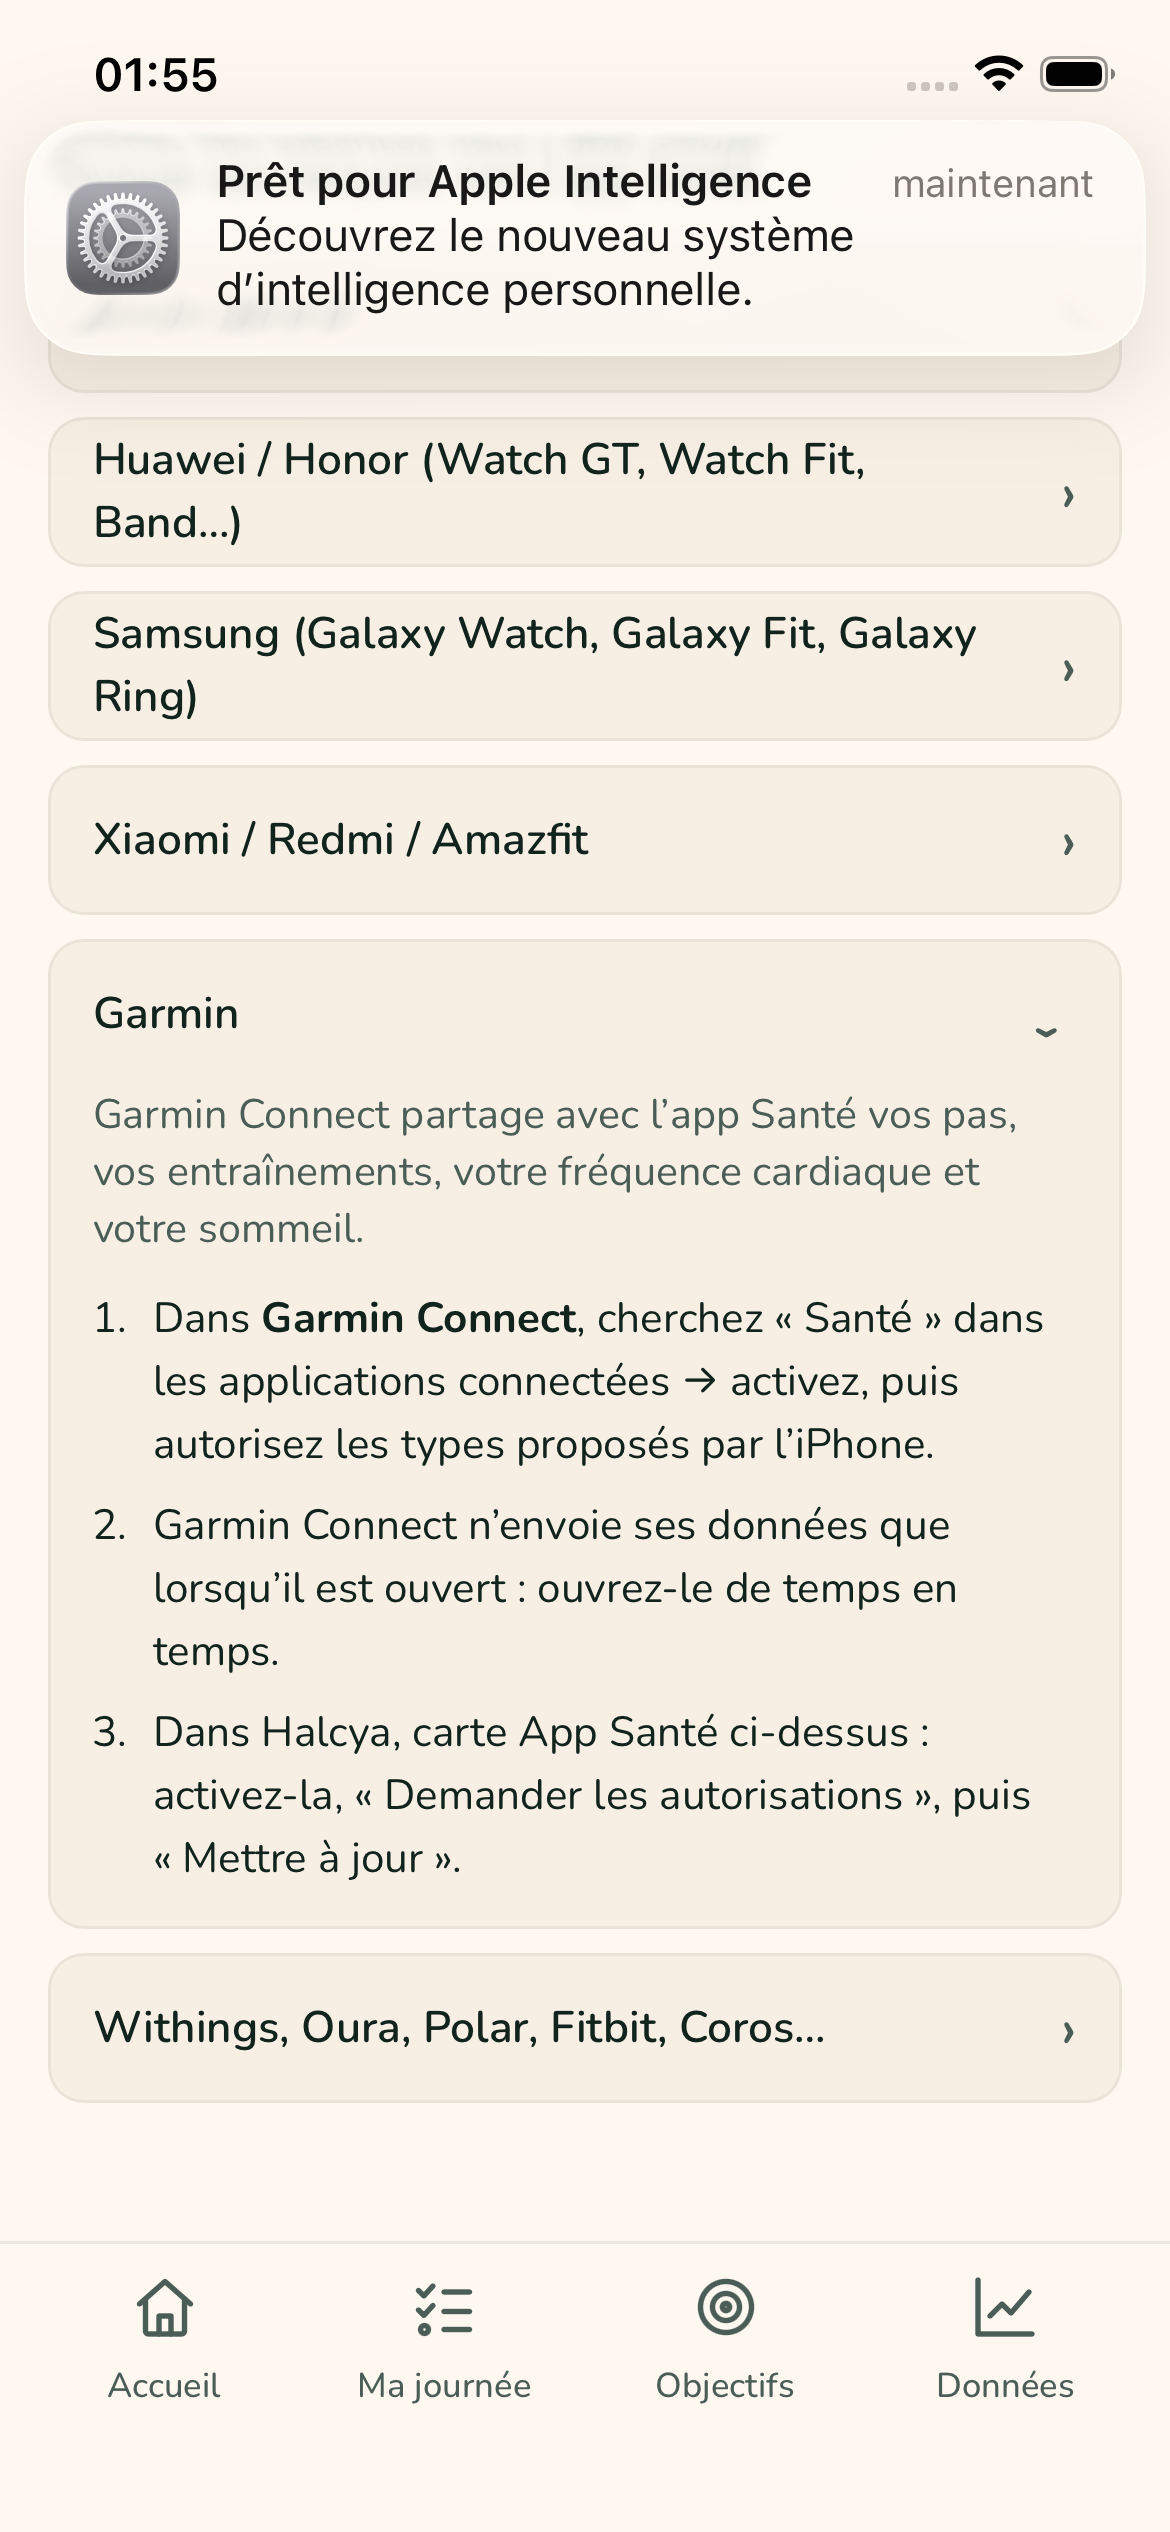 01:55
Prêt pour Apple Intelligence
maintenant
Découvrez le nouveau système
d’intelligence personnelle.
Huawei / Honor (Watch GT, Watch Fit,
Band…)
Samsung (Galaxy Watch, Galaxy Fit, Galaxy
Ring)
Xiaomi / Redmi / Amazfit
Garmin
Garmin Connect partage avec l’app Santé vos pas,
vos entraînements, votre fréquence cardiaque et
votre sommeil.
1. Dans Garmin Connect, cherchez « Santé » dans
les applications connectées → activez, puis
autorisez les types proposés par l’iPhone.
2. Garmin Connect n’envoie ses données que
lorsqu’il est ouvert : ouvrez-le de temps en
temps.
3. Dans Halcya, carte App Santé ci-dessus :
activez-la, « Demander les autorisations », puis
« Mettre à jour ».
Withings, Oura, Polar, Fitbit, Coros…
Accueil
Ma journée
Objectifs
Données